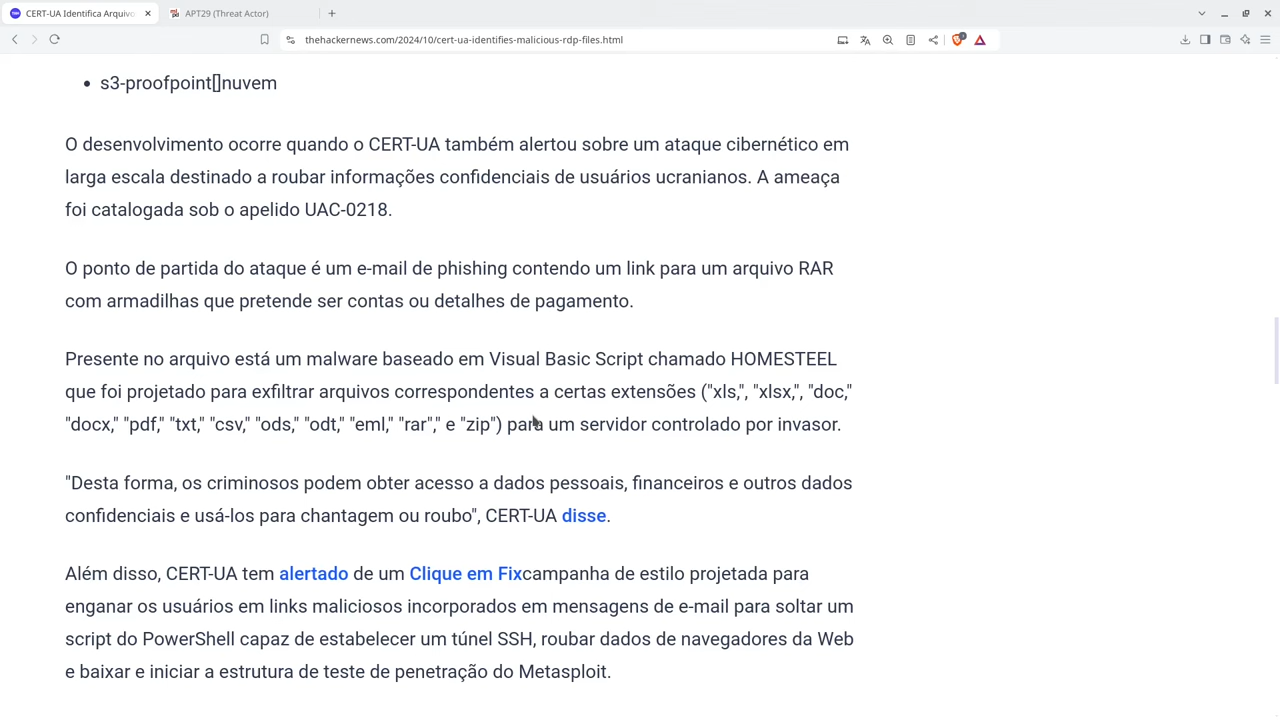 CERT-UA Identifica Arquivo
APT29 (Threat Actor)
thehackernews.com/2024/10/cert-ua-identifies-malicious-rdp-files.html
• s3-proofpoint[]nuvem
O desenvolvimento ocorre quando o CERT-UA também alertou sobre um ataque cibernético em
larga escala destinado a roubar informações confidenciais de usuários ucranianos. A ameaça
foi catalogada sob o apelido UAC-0218.
O ponto de partida do ataque é um e-mail de phishing contendo um link para um arquivo RAR
com armadilhas que pretende ser contas ou detalhes de pagamento.
Presente no arquivo está um malware baseado em Visual Basic Script chamado HOMESTEEL
que foi projetado para exfiltrar arquivos correspondentes a certas extensões ("xls,", "xlsx,", "doc,"
"docx," "pdf," "txt," "csv," "ods," "odt," "eml," "rar"," e "zip") para um servidor controlado por invasor.
"Desta forma, os criminosos podem obter acesso a dados pessoais, financeiros e outros dados
confidenciais e usá-los para chantagem ou roubo", CERT-UA disse.
Além disso, CERT-UA tem alertado de um Clique em Fixcampanha de estilo projetada para
enganar os usuários em links maliciosos incorporados em mensagens de e-mail para soltar um
script do PowerShell capaz de estabelecer um túnel SSH, roubar dados de navegadores da Web
e baixar e iniciar a estrutura de teste de penetração do Metasploit.